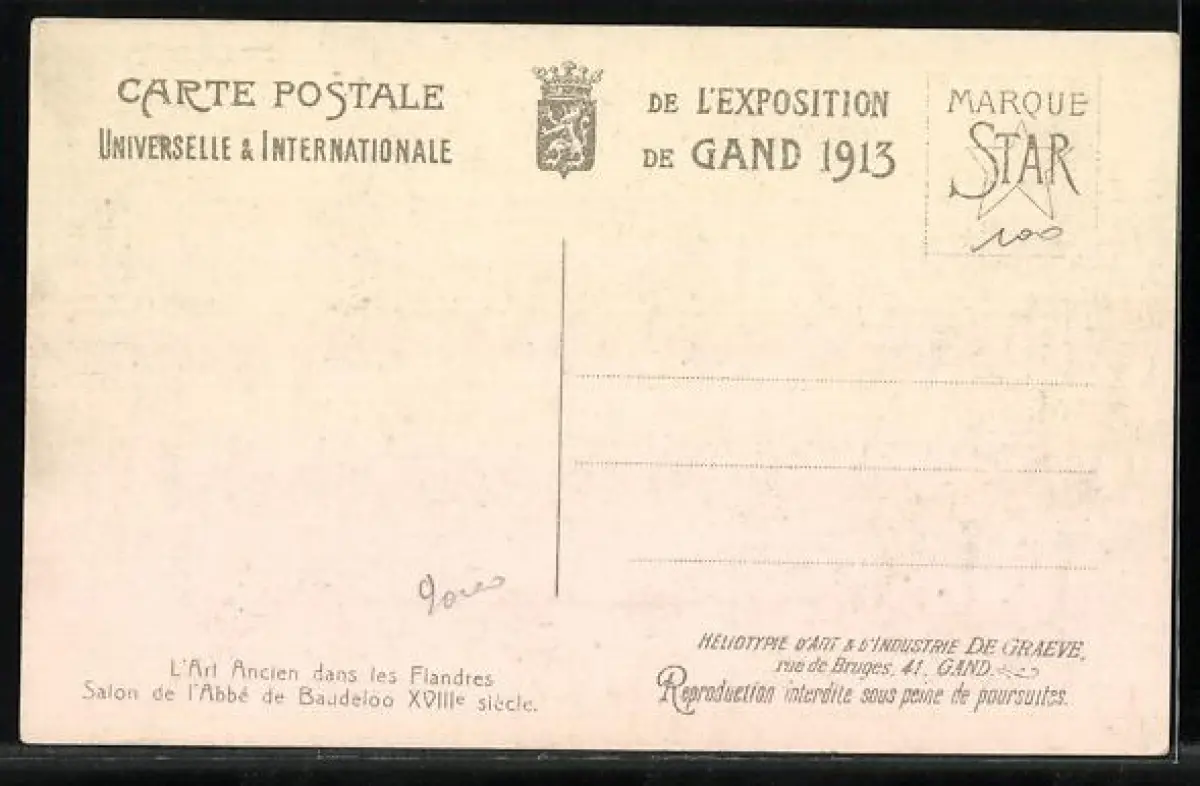 CARTE POSTALE
UNIVERSELLE & INTERNATIONALE
DE L'EXPOSITION
DE GAND 1913
MARQUE
STAR
100
L'Art Ancien dans les Flandres
Salon de l'Abbé de Baudeloo XVIIIe siècle.
HÉLIOTYPIE D'ART & D'INDUSTRIE DE GRAEVE,
rue de Bruges, 41, GAND.
Reproduction interdite sous peine de poursuites.